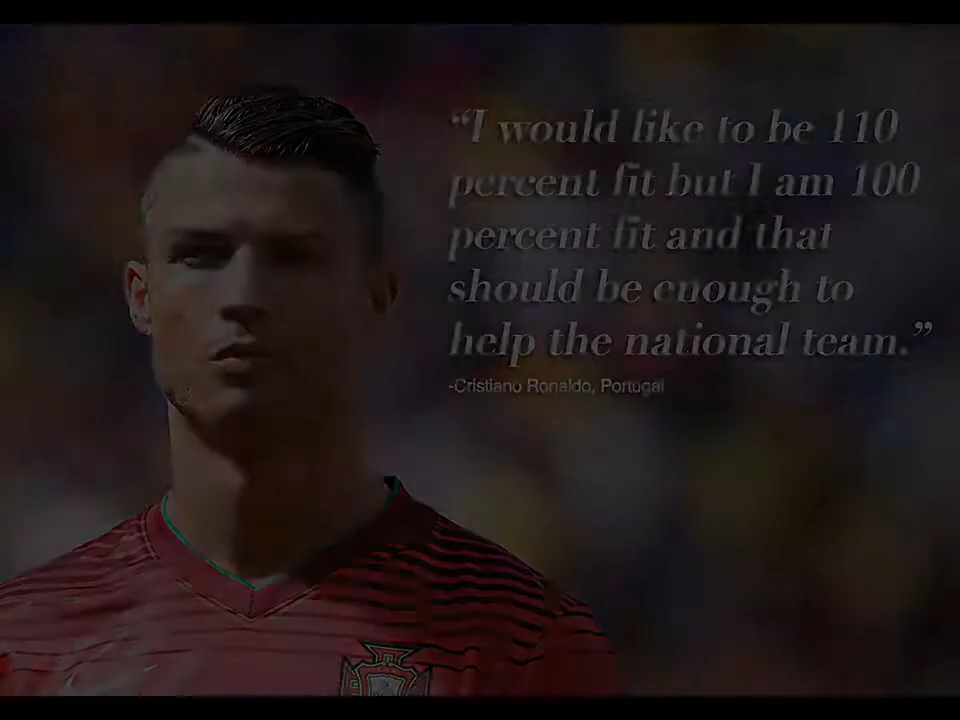 “I would like to be 110
percent fit but I am 100
percent fit and that
should be enough to
help the national team.”
-Cristiano Ronaldo, Portugal